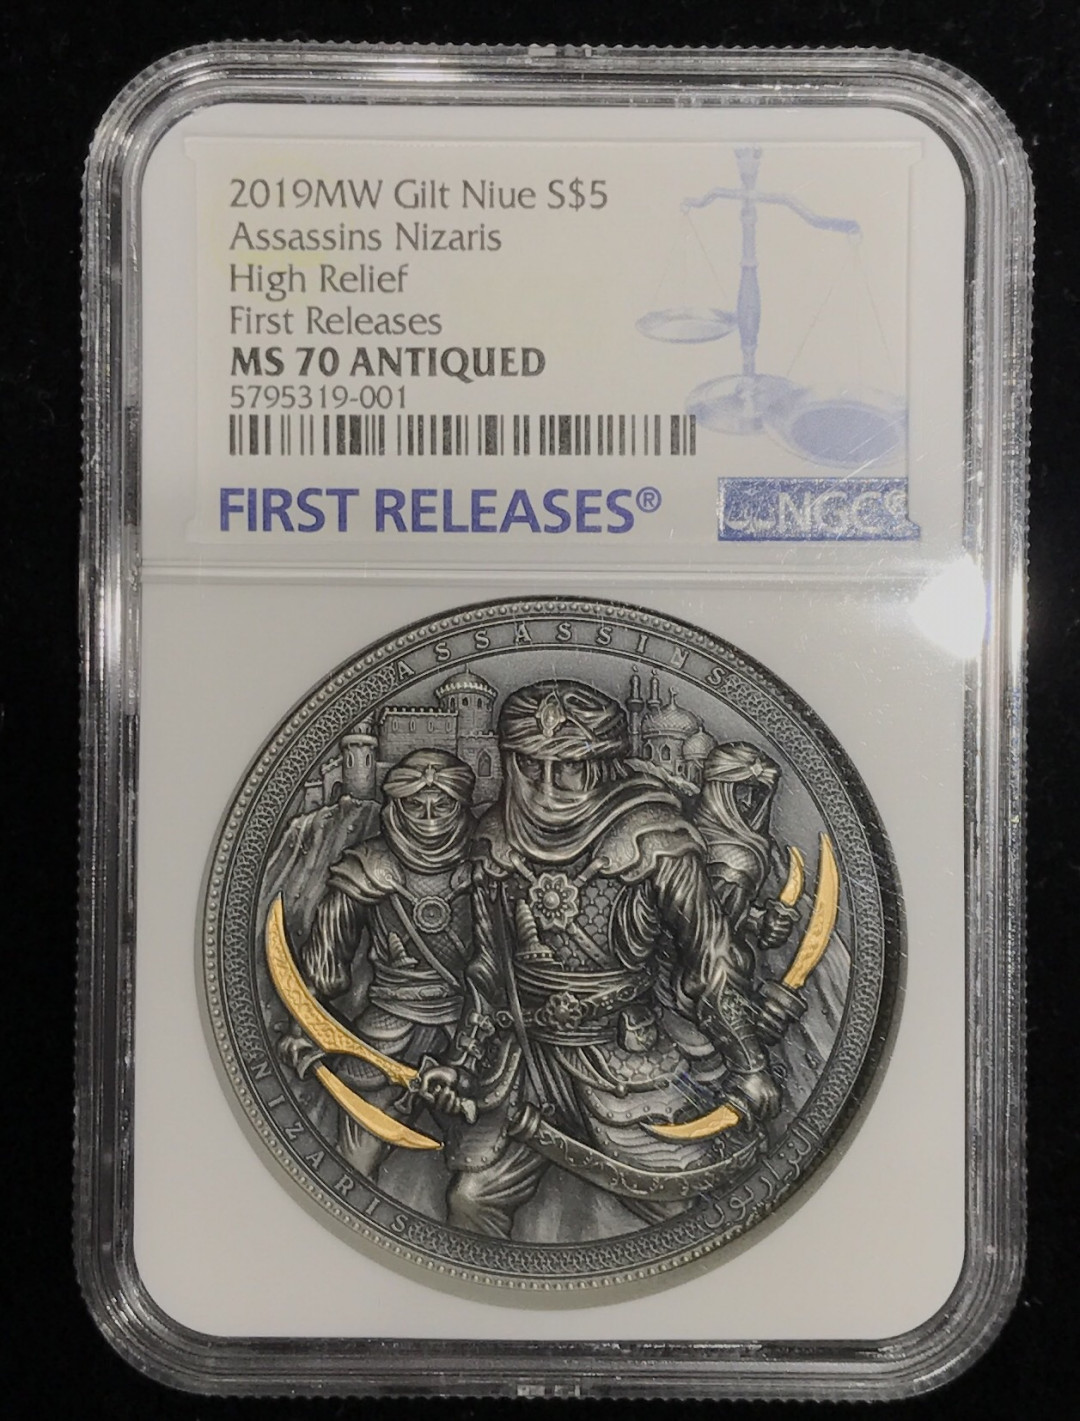 2019MW Gilt Niue S$5
Assassins Nizaris
High Relief
First Releases
MS 70 ANTIQUED
5795319-001
FIRST RELEASES®
NGC®
ASSASSINS
NIZARIS
النزاريون